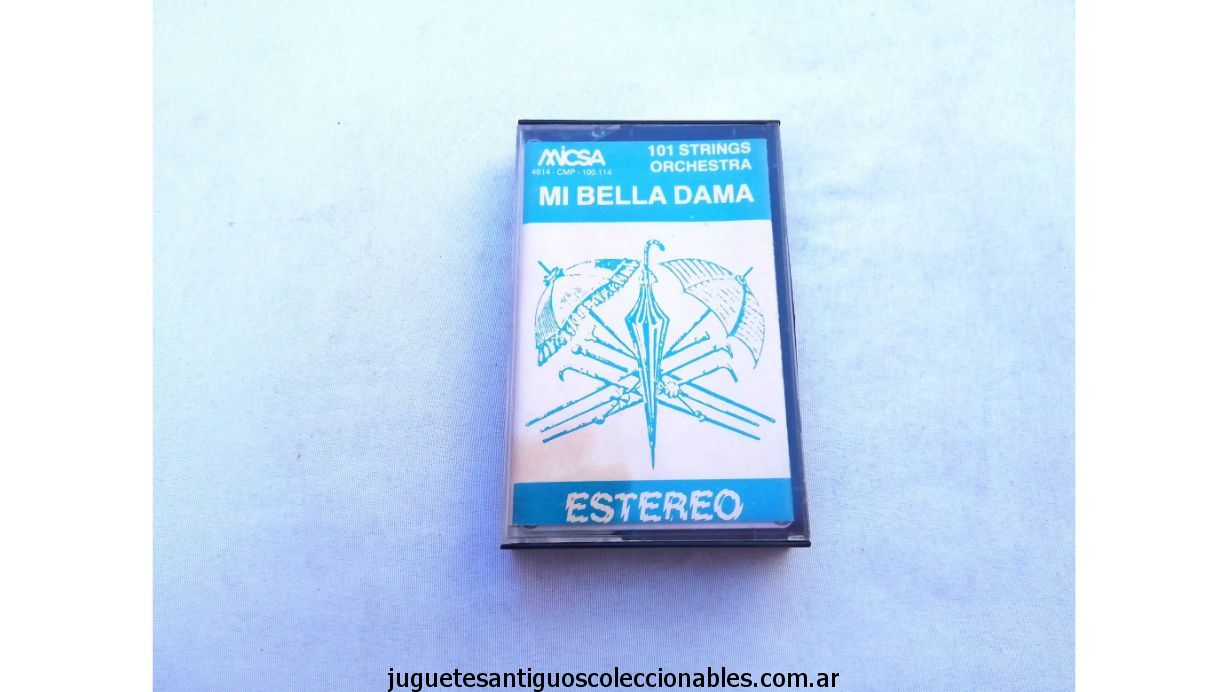 MICSA
4614 - CMP - 100.114
101 STRINGS
ORCHESTRA
MI BELLA DAMA
ESTEREO
juguetesantiguoscoleccionables.com.ar